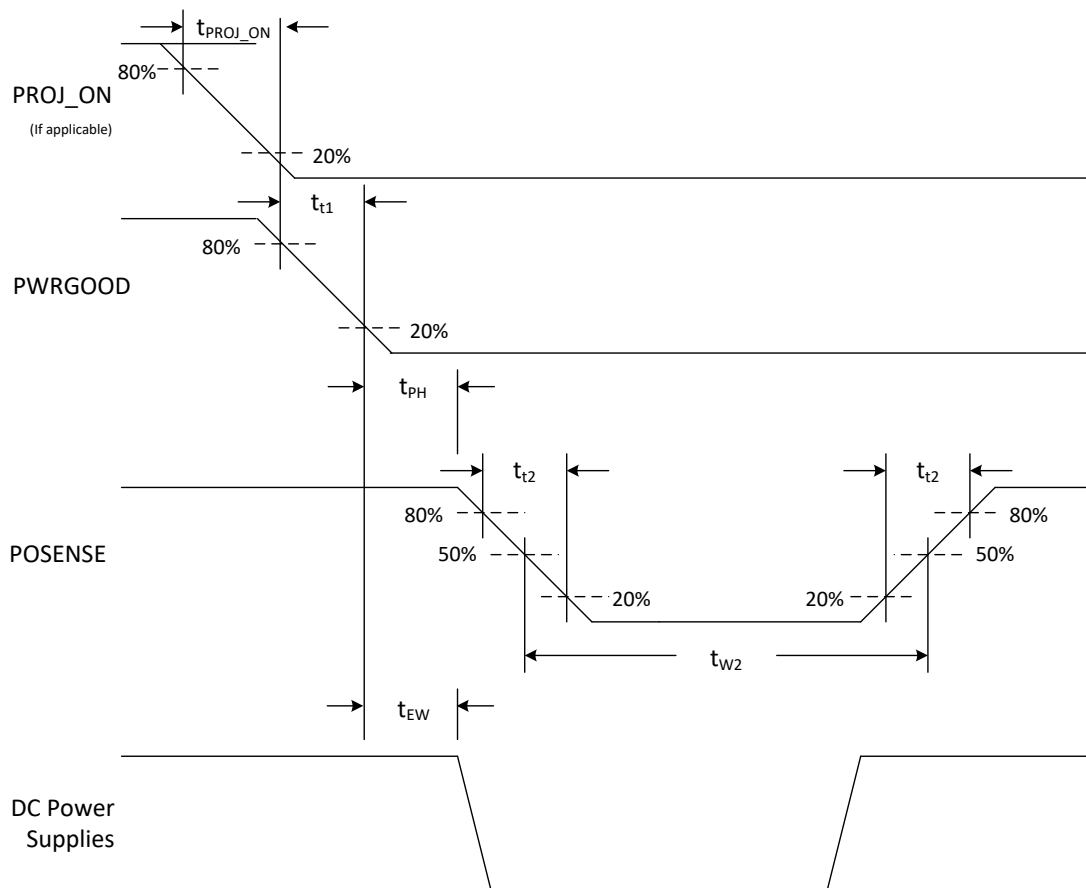 tPROJ_ON
80%
PROJ_ON
(If applicable)
20%
tt1
80%
PWRGOOD
20%
tPH
tt2
tt2
80%
80%
50%
50%
POSENSE
20%
20%
tW2
tEW
DC Power
Supplies